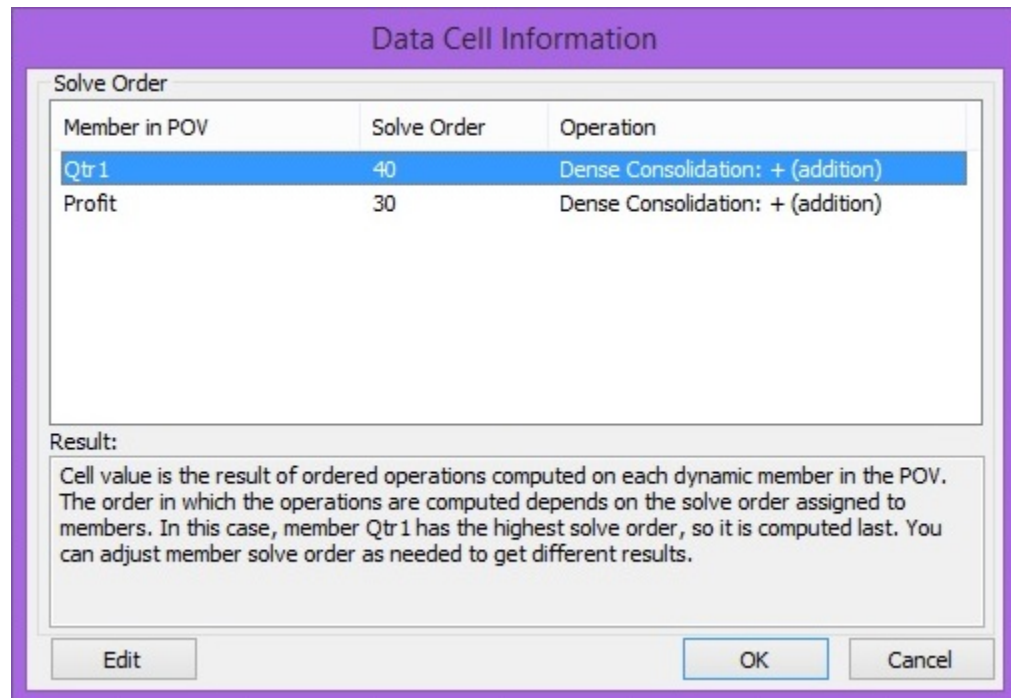 Data Cell Information
Solve Order
Member in POV Solve Order Operation
Qtr1 40 Dense Consolidation: + (addition)
Profit 30 Dense Consolidation: + (addition)
Result:
Cell value is the result of ordered operations computed on each dynamic member in the POV.
The order in which the operations are computed depends on the solve order assigned to
members. In this case, member Qtr1 has the highest solve order, so it is computed last. You
can adjust member solve order as needed to get different results.
Edit OK Cancel